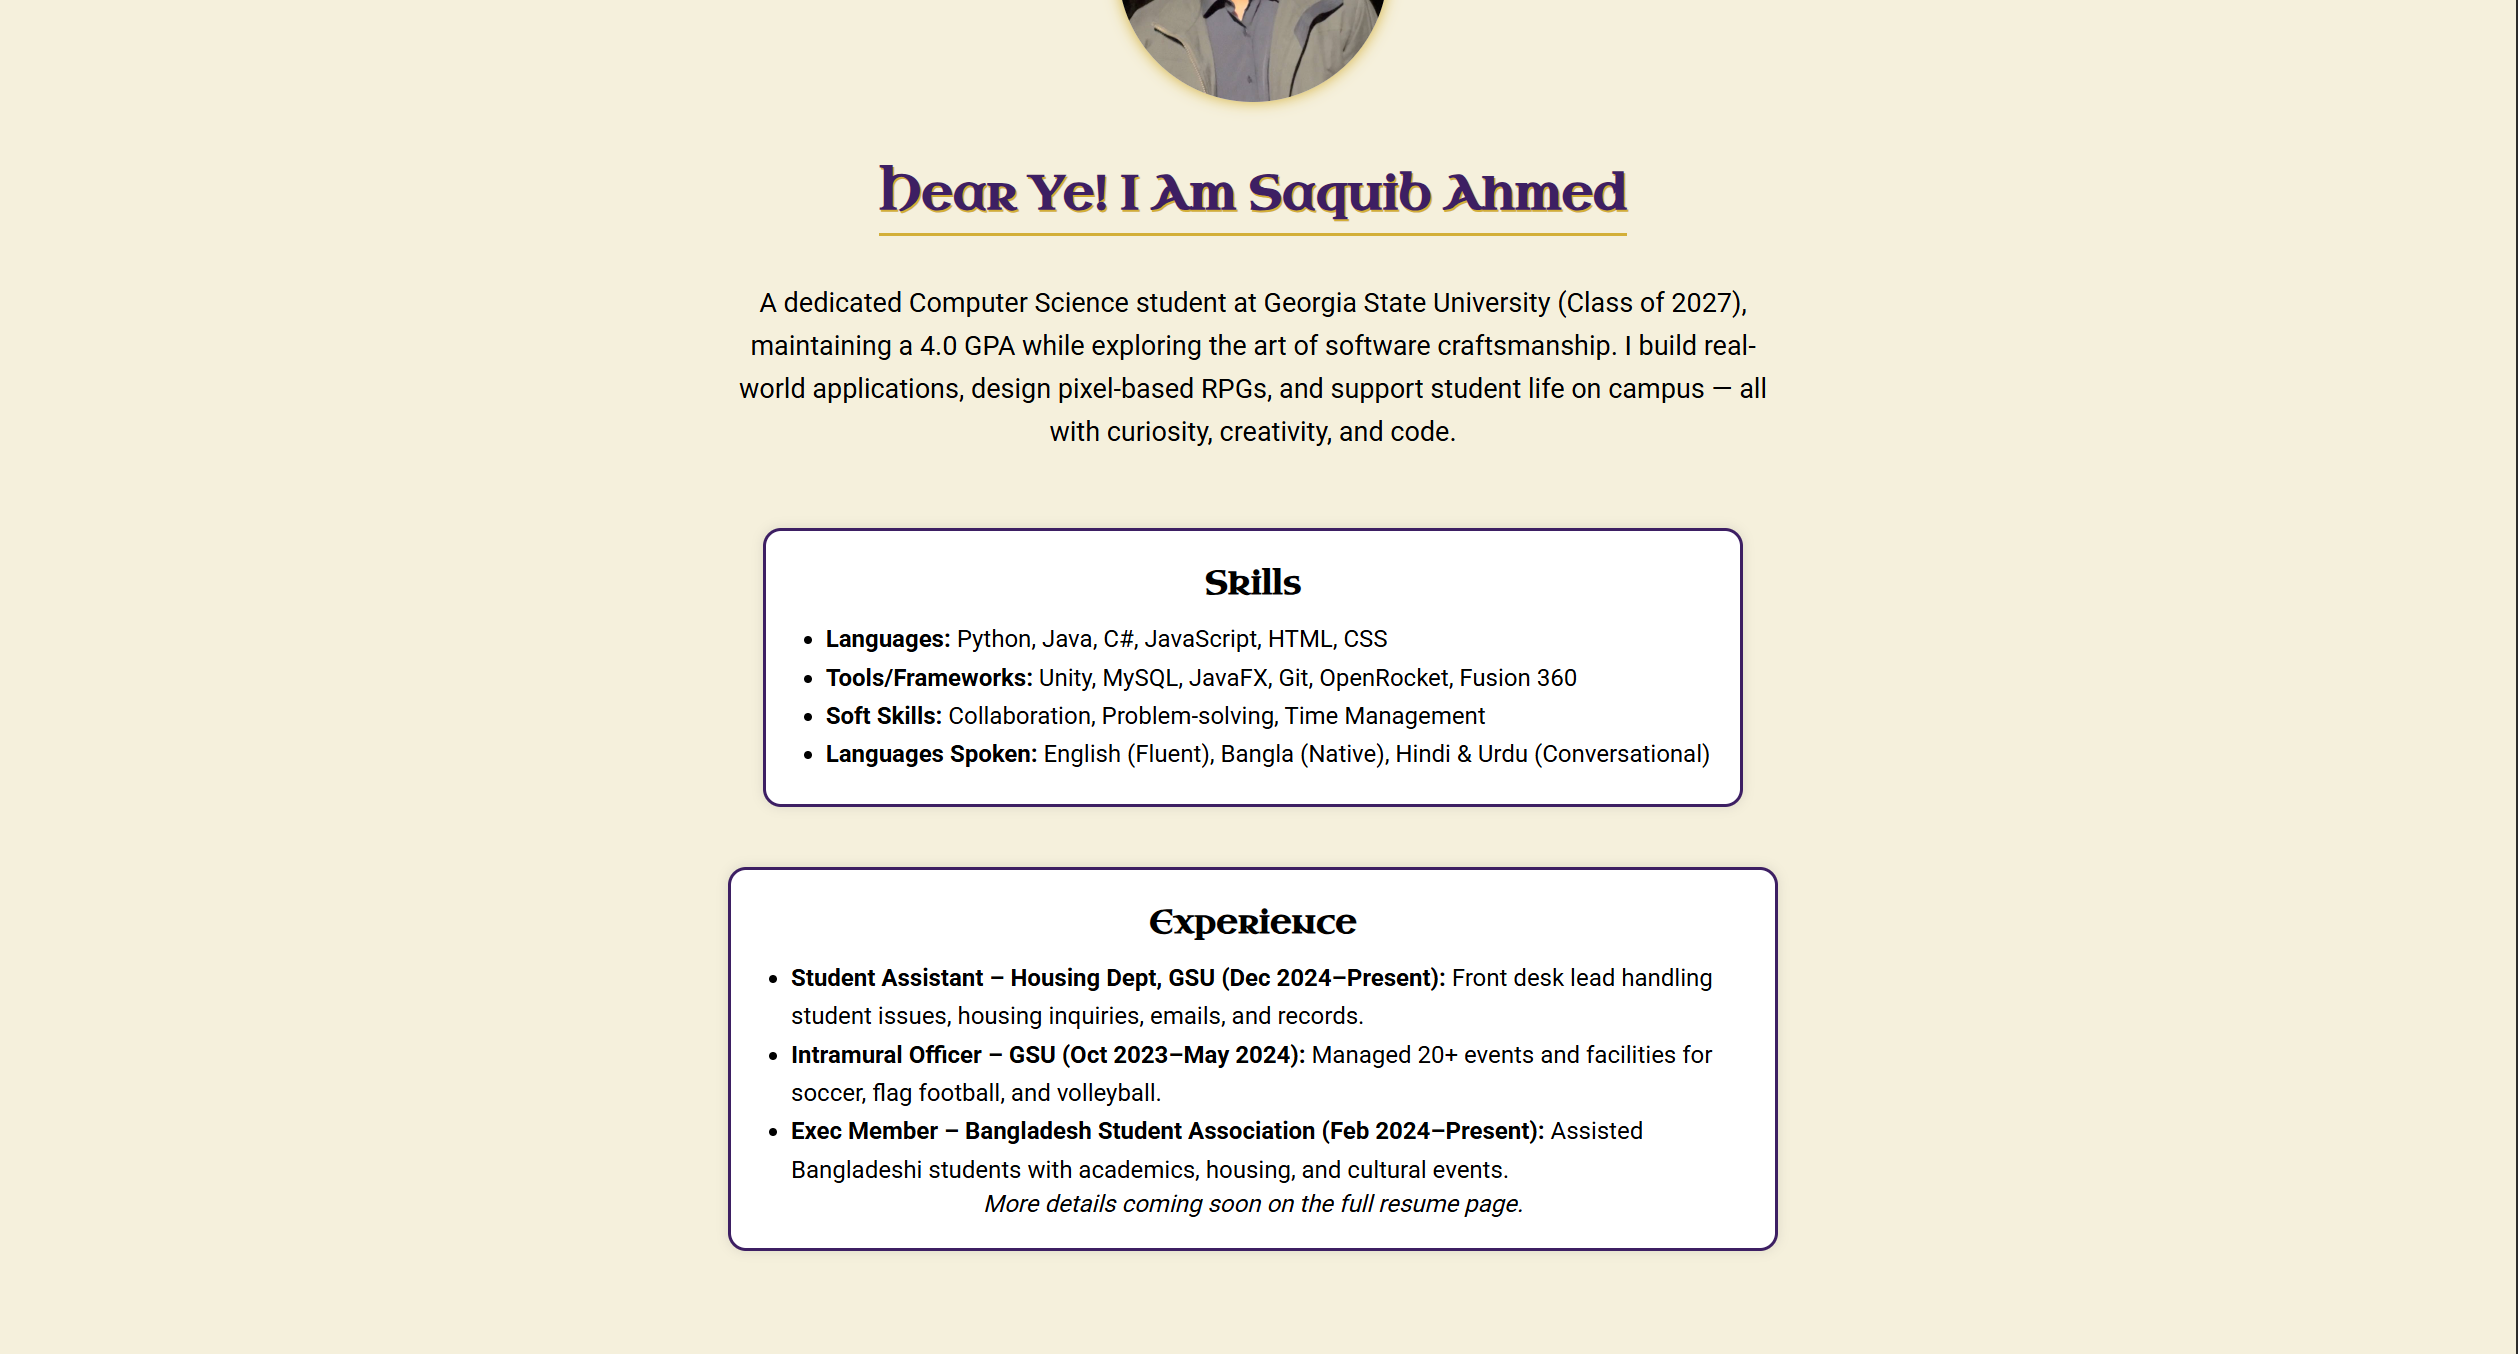 Hear Ye! I Am Saquib Ahmed
A dedicated Computer Science student at Georgia State University (Class of 2027),
maintaining a 4.0 GPA while exploring the art of software craftsmanship. I build real-
world applications, design pixel-based RPGs, and support student life on campus — all
with curiosity, creativity, and code.
Skills
• Languages: Python, Java, C#, JavaScript, HTML, CSS
• Tools/Frameworks: Unity, MySQL, JavaFX, Git, OpenRocket, Fusion 360
• Soft Skills: Collaboration, Problem-solving, Time Management
• Languages Spoken: English (Fluent), Bangla (Native), Hindi & Urdu (Conversational)
Experience
• Student Assistant – Housing Dept, GSU (Dec 2024–Present): Front desk lead handling
student issues, housing inquiries, emails, and records.
• Intramural Officer – GSU (Oct 2023–May 2024): Managed 20+ events and facilities for
soccer, flag football, and volleyball.
• Exec Member – Bangladesh Student Association (Feb 2024–Present): Assisted
Bangladeshi students with academics, housing, and cultural events.
More details coming soon on the full resume page.